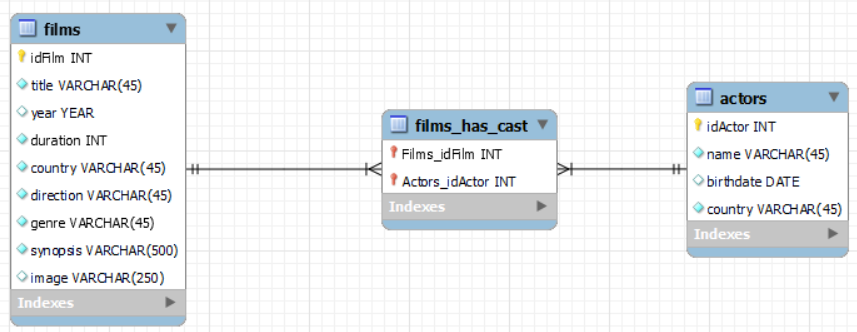 films
idFilm INT
title VARCHAR(45)
year YEAR
duration INT
country VARCHAR(45)
direction VARCHAR(45)
genre VARCHAR(45)
synopsis VARCHAR(500)
image VARCHAR(250)
Indexes
films_has_cast
Films_idFilm INT
Actors_idActor INT
Indexes
actors
idActor INT
name VARCHAR(45)
birthdate DATE
country VARCHAR(45)
Indexes